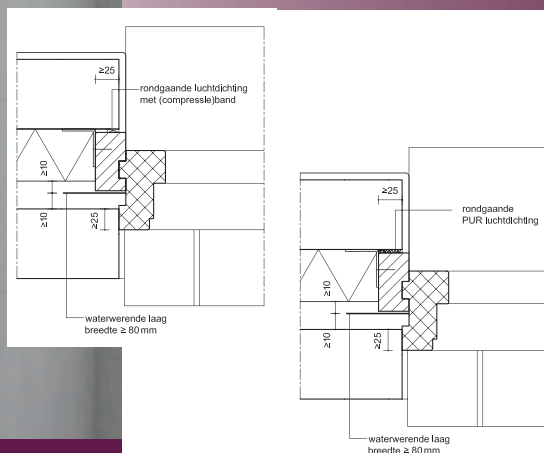 ≥25
rondgaande luchtdichting
met (compressie)band
≥10
≥10
≥25
waterwerende laag
breedte ≥ 80 mm
≥25
rondgaande
PUR luchtdichting
≥10
≥10
≥25
waterwerende laag
breedte ≥ 80 mm